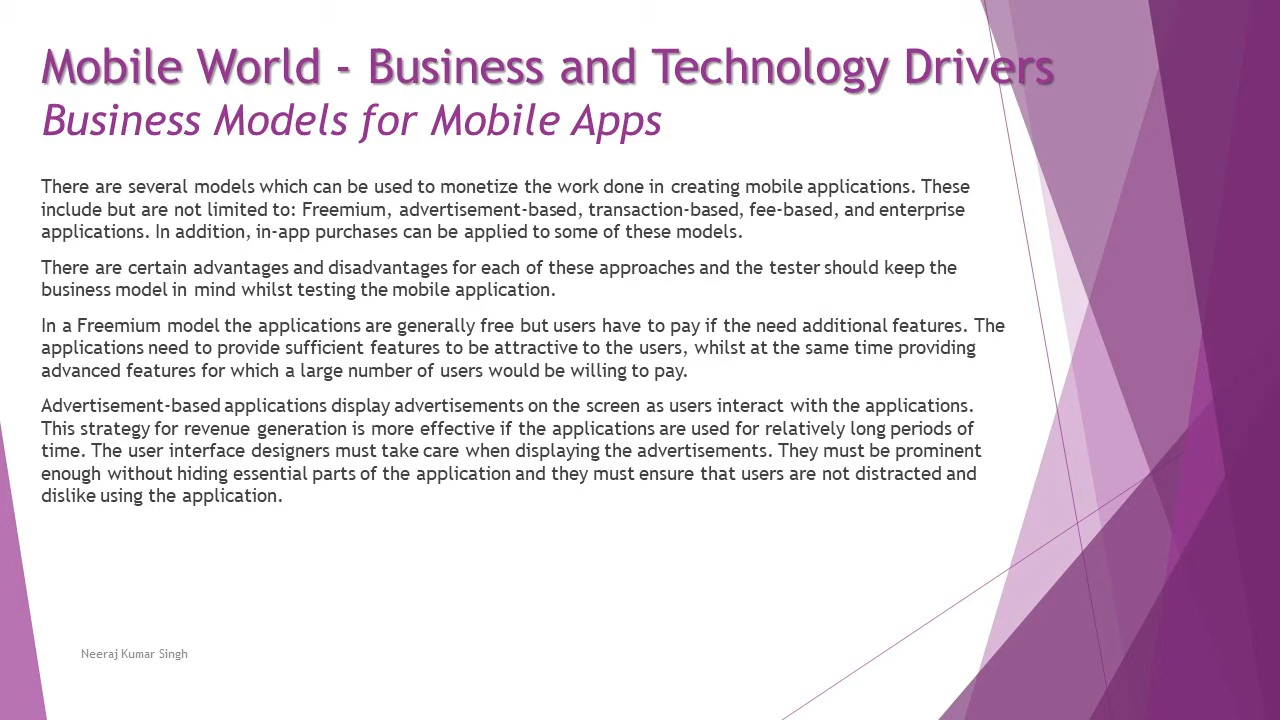 Mobile World - Business and Technology Drivers
Business Models for Mobile Apps
There are several models which can be used to monetize the work done in creating mobile applications. These
include but are not limited to: Freemium, advertisement-based, transaction-based, fee-based, and enterprise
applications. In addition, in-app purchases can be applied to some of these models.
There are certain advantages and disadvantages for each of these approaches and the tester should keep the
business model in mind whilst testing the mobile application.
In a Freemium model the applications are generally free but users have to pay if the need additional features. The
applications need to provide sufficient features to be attractive to the users, whilst at the same time providing
advanced features for which a large number of users would be willing to pay.
Advertisement-based applications display advertisements on the screen as users interact with the applications.
This strategy for revenue generation is more effective if the applications are used for relatively long periods of
time. The user interface designers must take care when displaying the advertisements. They must be prominent
enough without hiding essential parts of the application and they must ensure that users are not distracted and
dislike using the application.
Neeraj Kumar Singh